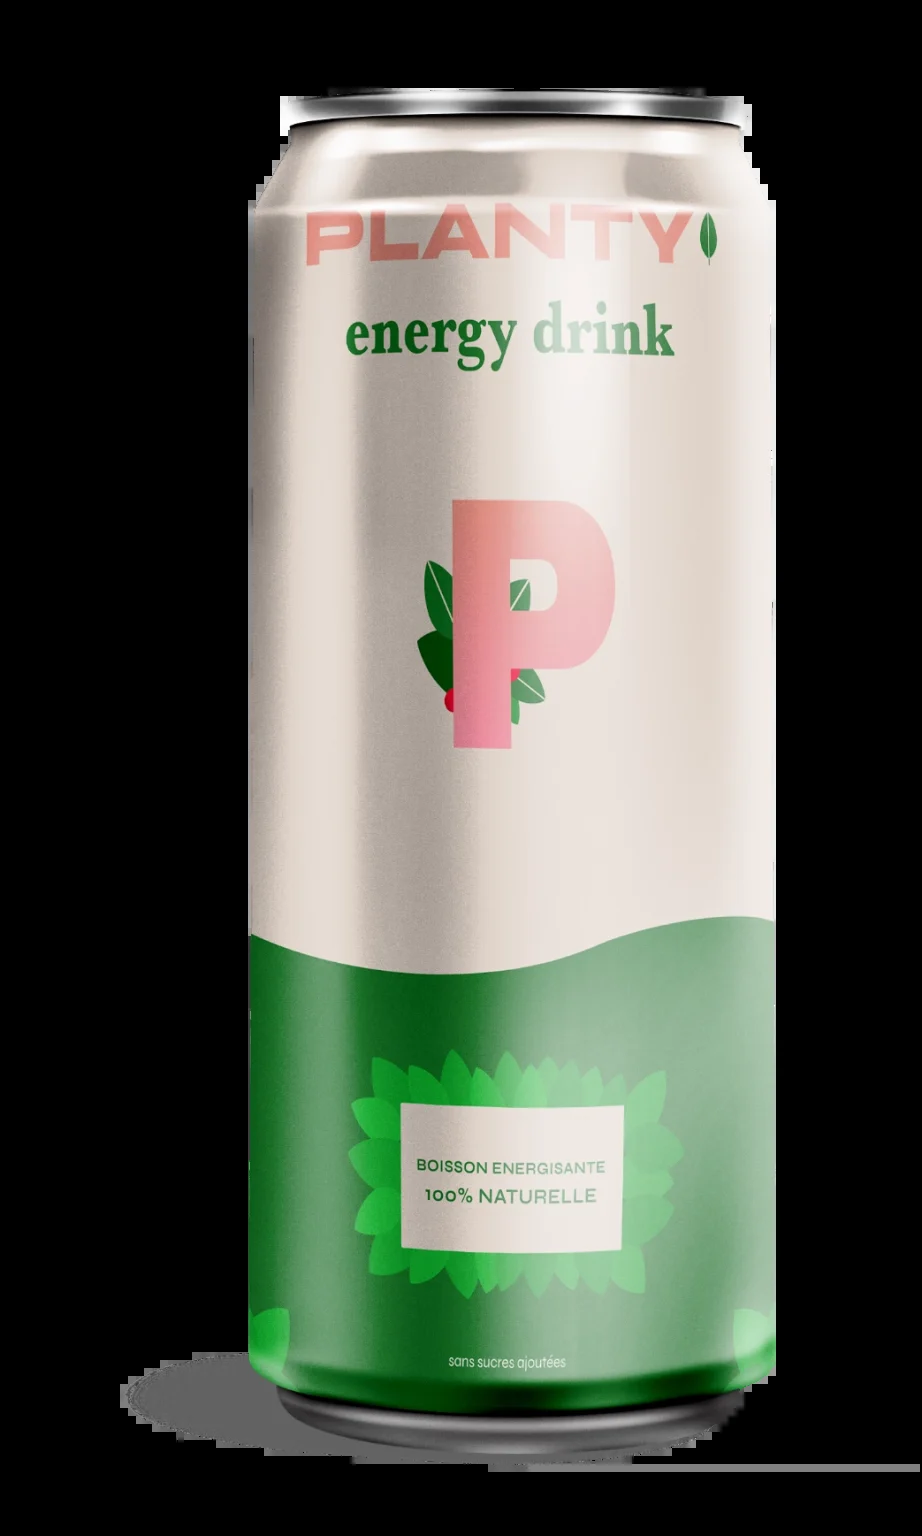 PLANTY
energy drink
P
BOISSON ENERGISANTE
100% NATURELLE
sans sucres ajoutées